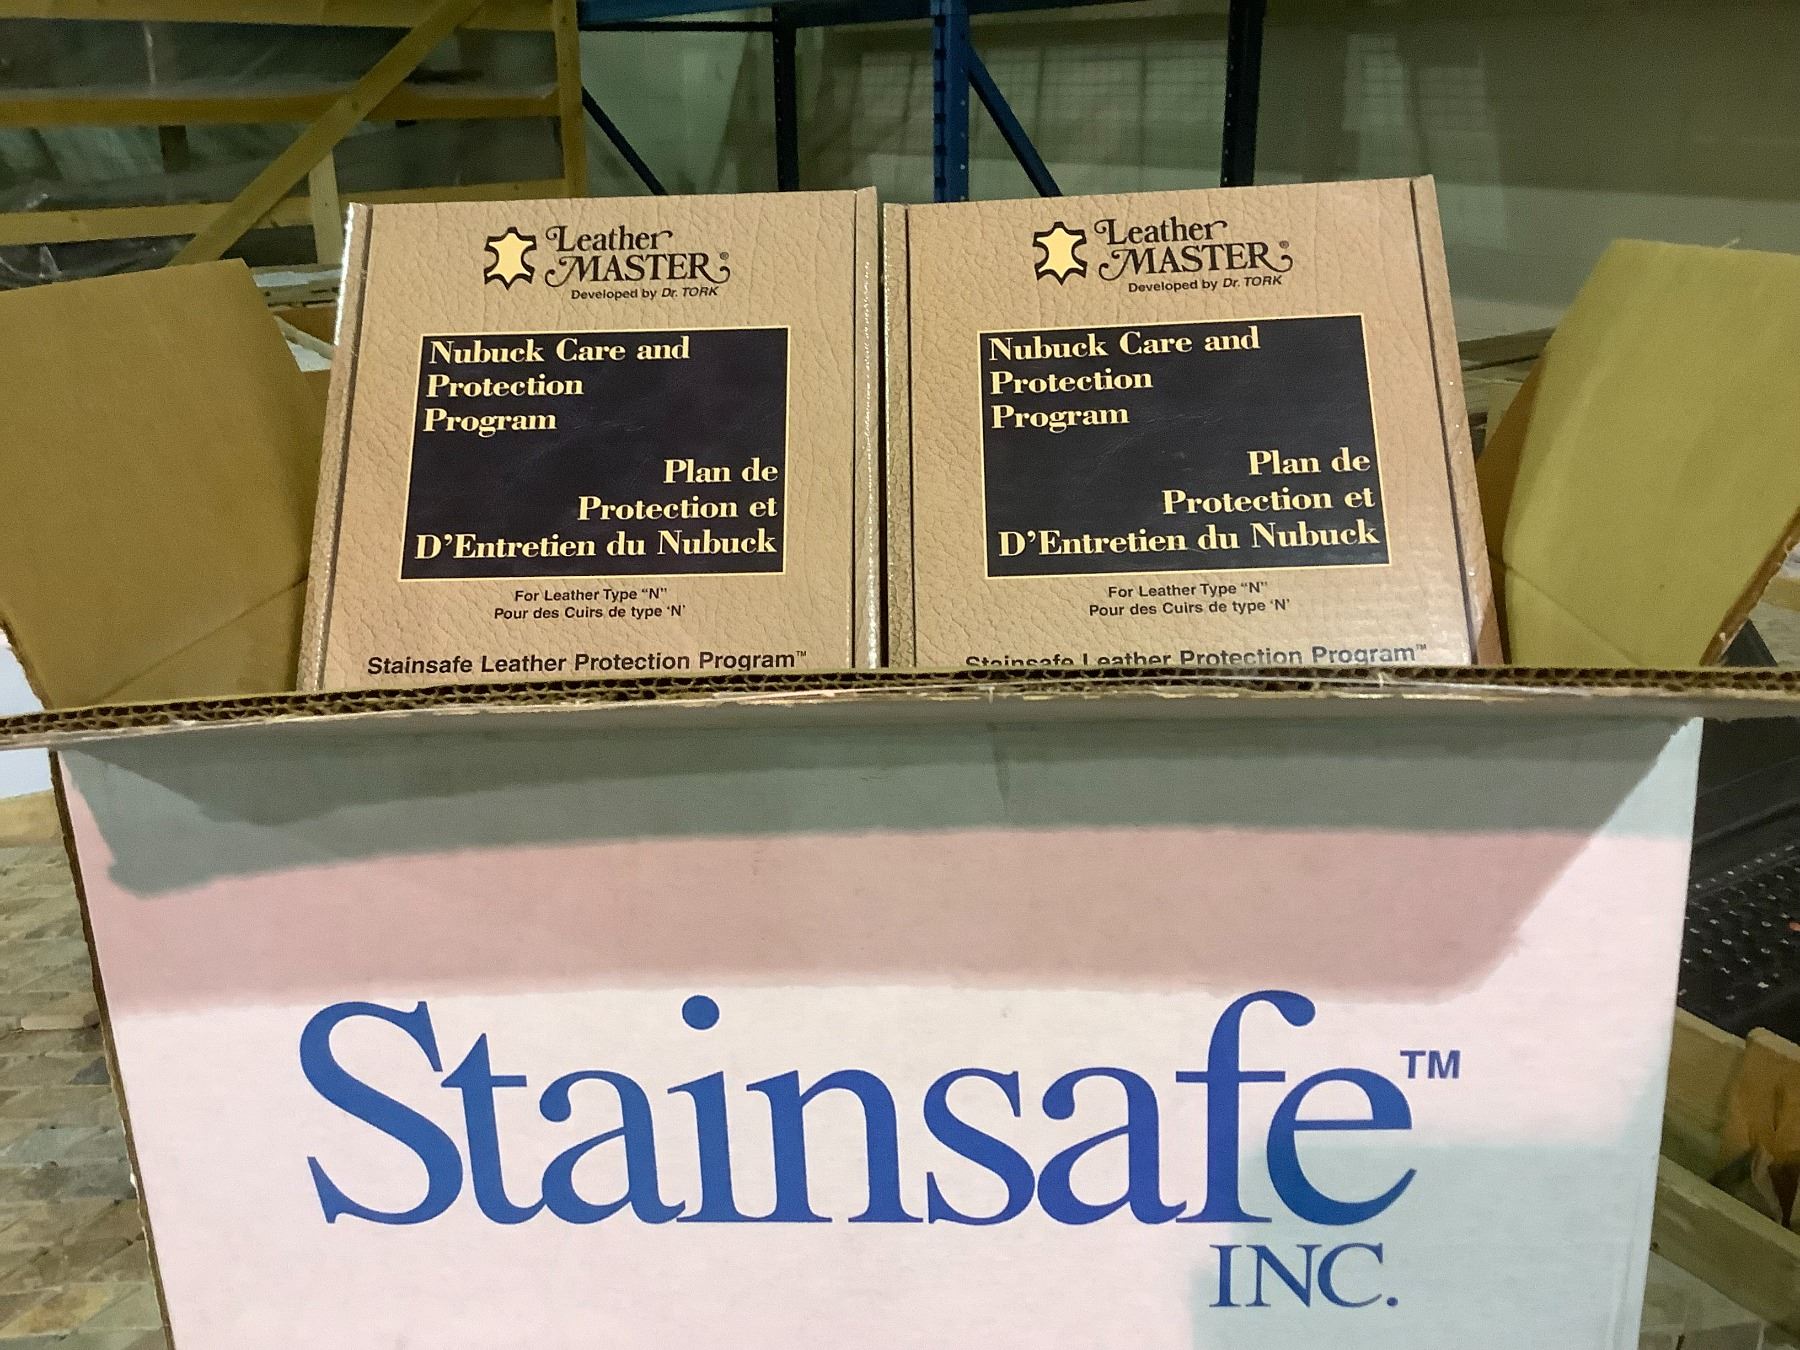 Leather
MASTER®
Developed by Dr. TORK
Nubuck Care and
Protection
Program
Plan de
Protection et
D'Entretien du Nubuck
For Leather Type "N"
Pour des Cuirs de type 'N'
Stainsafe Leather Protection Program™
Leather
MASTER®
Developed by Dr. TORK
Nubuck Care and
Protection
Program
Plan de
Protection et
D'Entretien du Nubuck
For Leather Type "N"
Pour des Cuirs de type 'N'
Stainsafe Leather Protection Program™
Stainsafe™
INC.